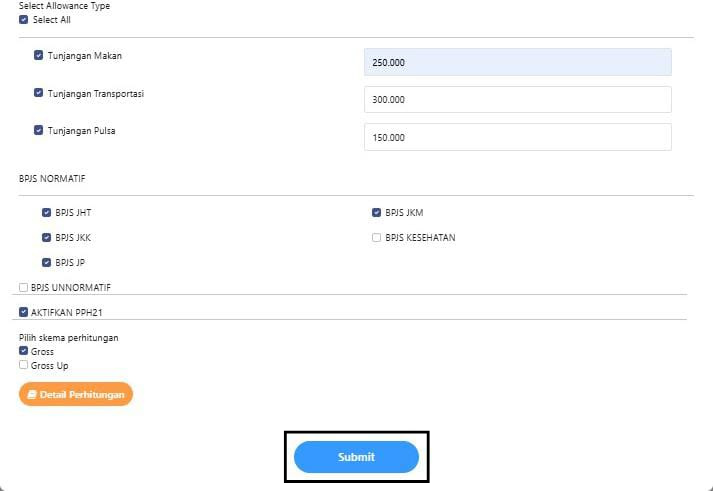 Select Allowance Type
Select All
Tunjangan Makan
250.000
Tunjangan Transportasi
300.000
Tunjangan Pulsa
150.000
BPJS NORMATIF
BPJS JHT
BPJS JKM
BPJS JKK
BPJS KESEHATAN
BPJS JP
BPJS UNNORMATIF
AKTIFKAN PPH21
Pilih skema perhitungan
Gross
Gross Up
Detail Perhitungan
Submit